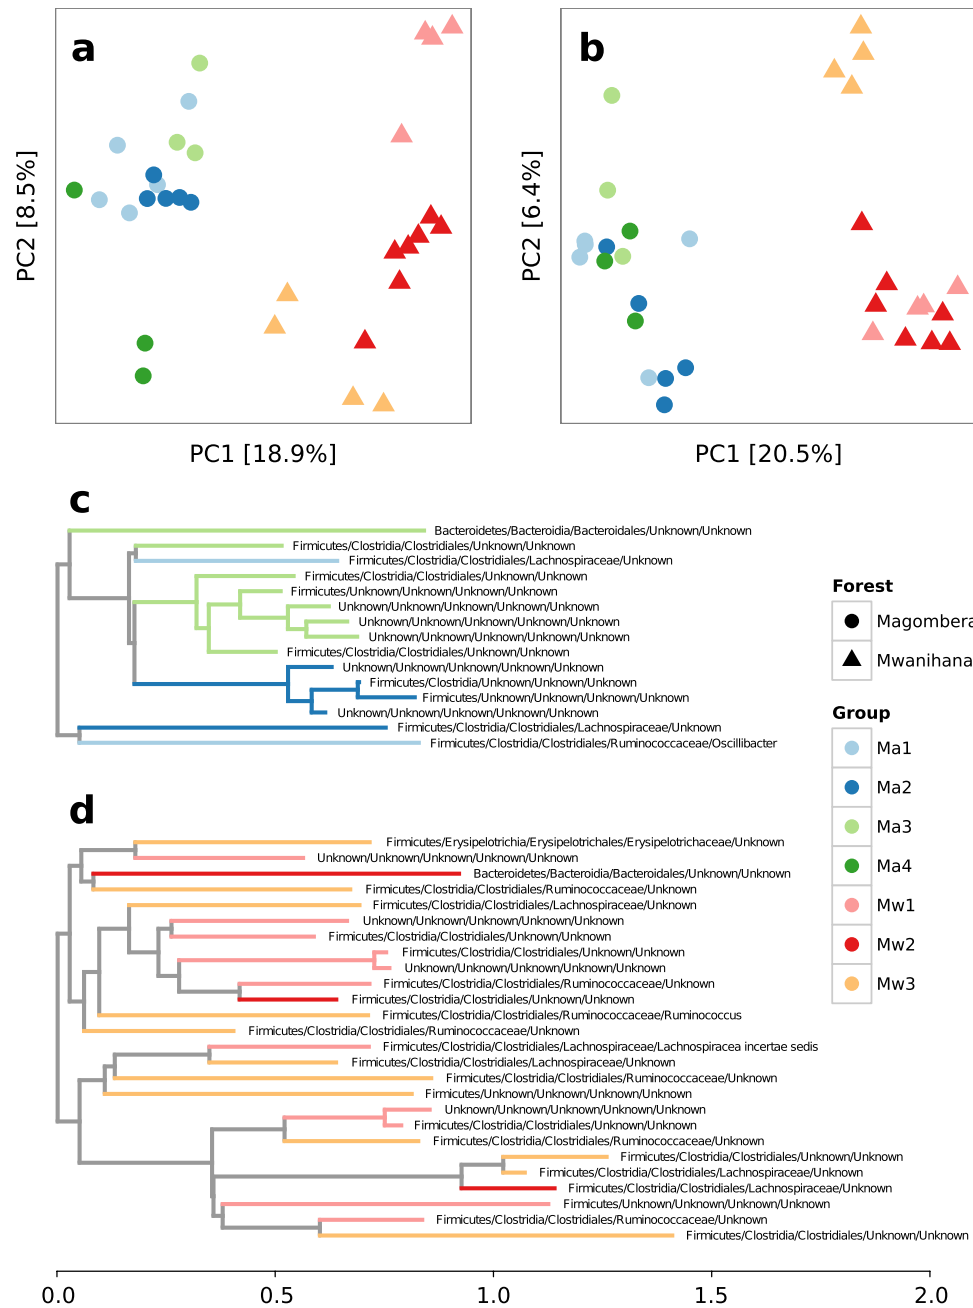 a
b
PC2 [8.5%]
PC2 [6.4%]
PC1 [18.9%]
PC1 [20.5%]
c
Bacteroidetes/Bacteroidia/Bacteroidales/Unknown/Unknown
Firmicutes/Clostridia/Clostridiales/Unknown/Unknown
Firmicutes/Clostridia/Clostridiales/Lachnospiraceae/Unknown
Firmicutes/Clostridia/Clostridiales/Unknown/Unknown
Firmicutes/Unknown/Unknown/Unknown/Unknown
Unknown/Unknown/Unknown/Unknown/Unknown
Unknown/Unknown/Unknown/Unknown/Unknown
Unknown/Unknown/Unknown/Unknown/Unknown
Firmicutes/Clostridia/Clostridiales/Unknown/Unknown
Unknown/Unknown/Unknown/Unknown/Unknown
Firmicutes/Clostridia/Unknown/Unknown/Unknown
Firmicutes/Unknown/Unknown/Unknown/Unknown
Unknown/Unknown/Unknown/Unknown/Unknown
Firmicutes/Clostridia/Clostridiales/Lachnospiraceae/Unknown
Firmicutes/Clostridia/Clostridiales/Ruminococcaceae/Oscillibacter
Forest
Magombera
Mwanihana
Group
Ma1
Ma2
Ma3
Ma4
Mw1
Mw2
Mw3
d
Firmicutes/Erysipelotrichia/Erysipelotrichales/Erysipelotrichaceae/Unknown
Unknown/Unknown/Unknown/Unknown/Unknown
Bacteroidetes/Bacteroidia/Bacteroidales/Unknown/Unknown
Firmicutes/Clostridia/Clostridiales/Ruminococcaceae/Unknown
Firmicutes/Clostridia/Clostridiales/Lachnospiraceae/Unknown
Unknown/Unknown/Unknown/Unknown/Unknown
Firmicutes/Clostridia/Clostridiales/Unknown/Unknown
Firmicutes/Clostridia/Clostridiales/Unknown/Unknown
Unknown/Unknown/Unknown/Unknown/Unknown
Firmicutes/Clostridia/Clostridiales/Ruminococcaceae/Unknown
Firmicutes/Clostridia/Clostridiales/Unknown/Unknown
Firmicutes/Clostridia/Clostridiales/Ruminococcaceae/Ruminococcus
Firmicutes/Clostridia/Clostridiales/Ruminococcaceae/Unknown
Firmicutes/Clostridia/Clostridiales/Lachnospiraceae/Lachnospiracea incertae sedis
Firmicutes/Clostridia/Clostridiales/Lachnospiraceae/Unknown
Firmicutes/Clostridia/Clostridiales/Ruminococcaceae/Unknown
Firmicutes/Unknown/Unknown/Unknown/Unknown
Unknown/Unknown/Unknown/Unknown/Unknown
Firmicutes/Clostridia/Clostridiales/Unknown/Unknown
Firmicutes/Clostridia/Clostridiales/Ruminococcaceae/Unknown
Firmicutes/Clostridia/Clostridiales/Unknown/Unknown
Firmicutes/Clostridia/Clostridiales/Lachnospiraceae/Unknown
Firmicutes/Clostridia/Clostridiales/Lachnospiraceae/Unknown
Firmicutes/Unknown/Unknown/Unknown/Unknown
Firmicutes/Clostridia/Clostridiales/Ruminococcaceae/Unknown
Firmicutes/Clostridia/Clostridiales/Unknown/Unknown
0.0 0.5 1.0 1.5 2.0